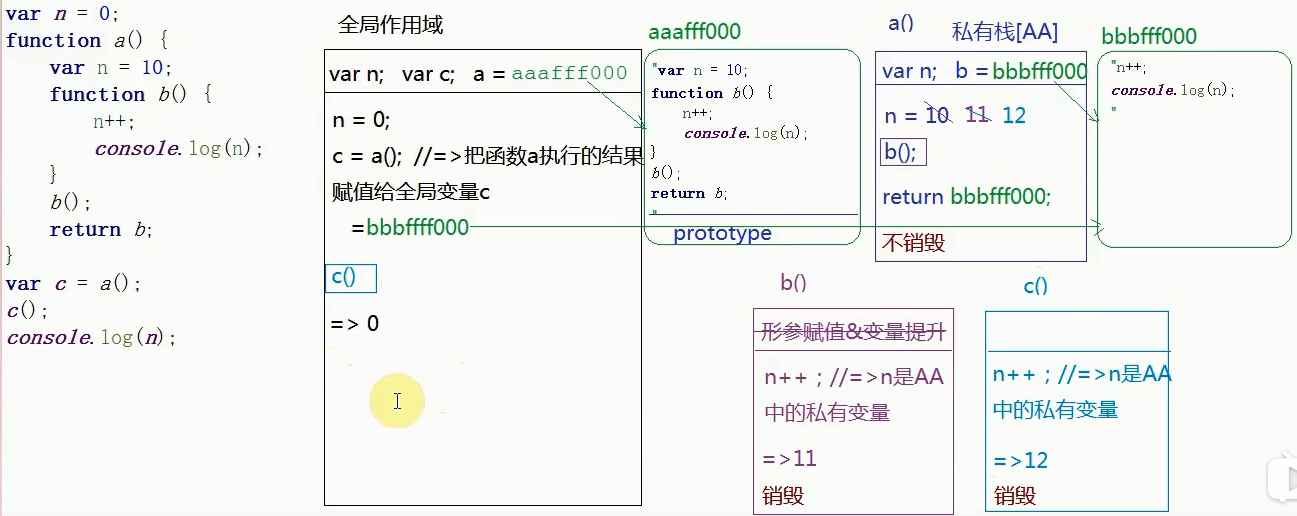 var n = 0;
function a() {
var n = 10;
function b() {
n++;
console.log(n);
}
b();
return b;
}
var c = a();
c();
console.log(n);
全局作用域
var n; var c; a = aaafff000
n = 0;
c = a(); //=>把函数a执行的结果
赋值给全局变量c
=bbbffff000
c()
=> 0
aaafff000
"var n = 10;
function b() {
n++;
console.log(n);
}
b();
return b;
"
prototype
a() 私有栈[AA]
var n; b = bbbfff000
n = 10 11 12
b();
return bbbfff000;
不销毁
bbbfff000
"n++;
console.log(n);
"
b()
形参赋值&变量提升
n++ ; //=>n是AA
中的私有变量
=>11
销毁
c()
n++ ; //=>n是AA
中的私有变量
=>12
销毁